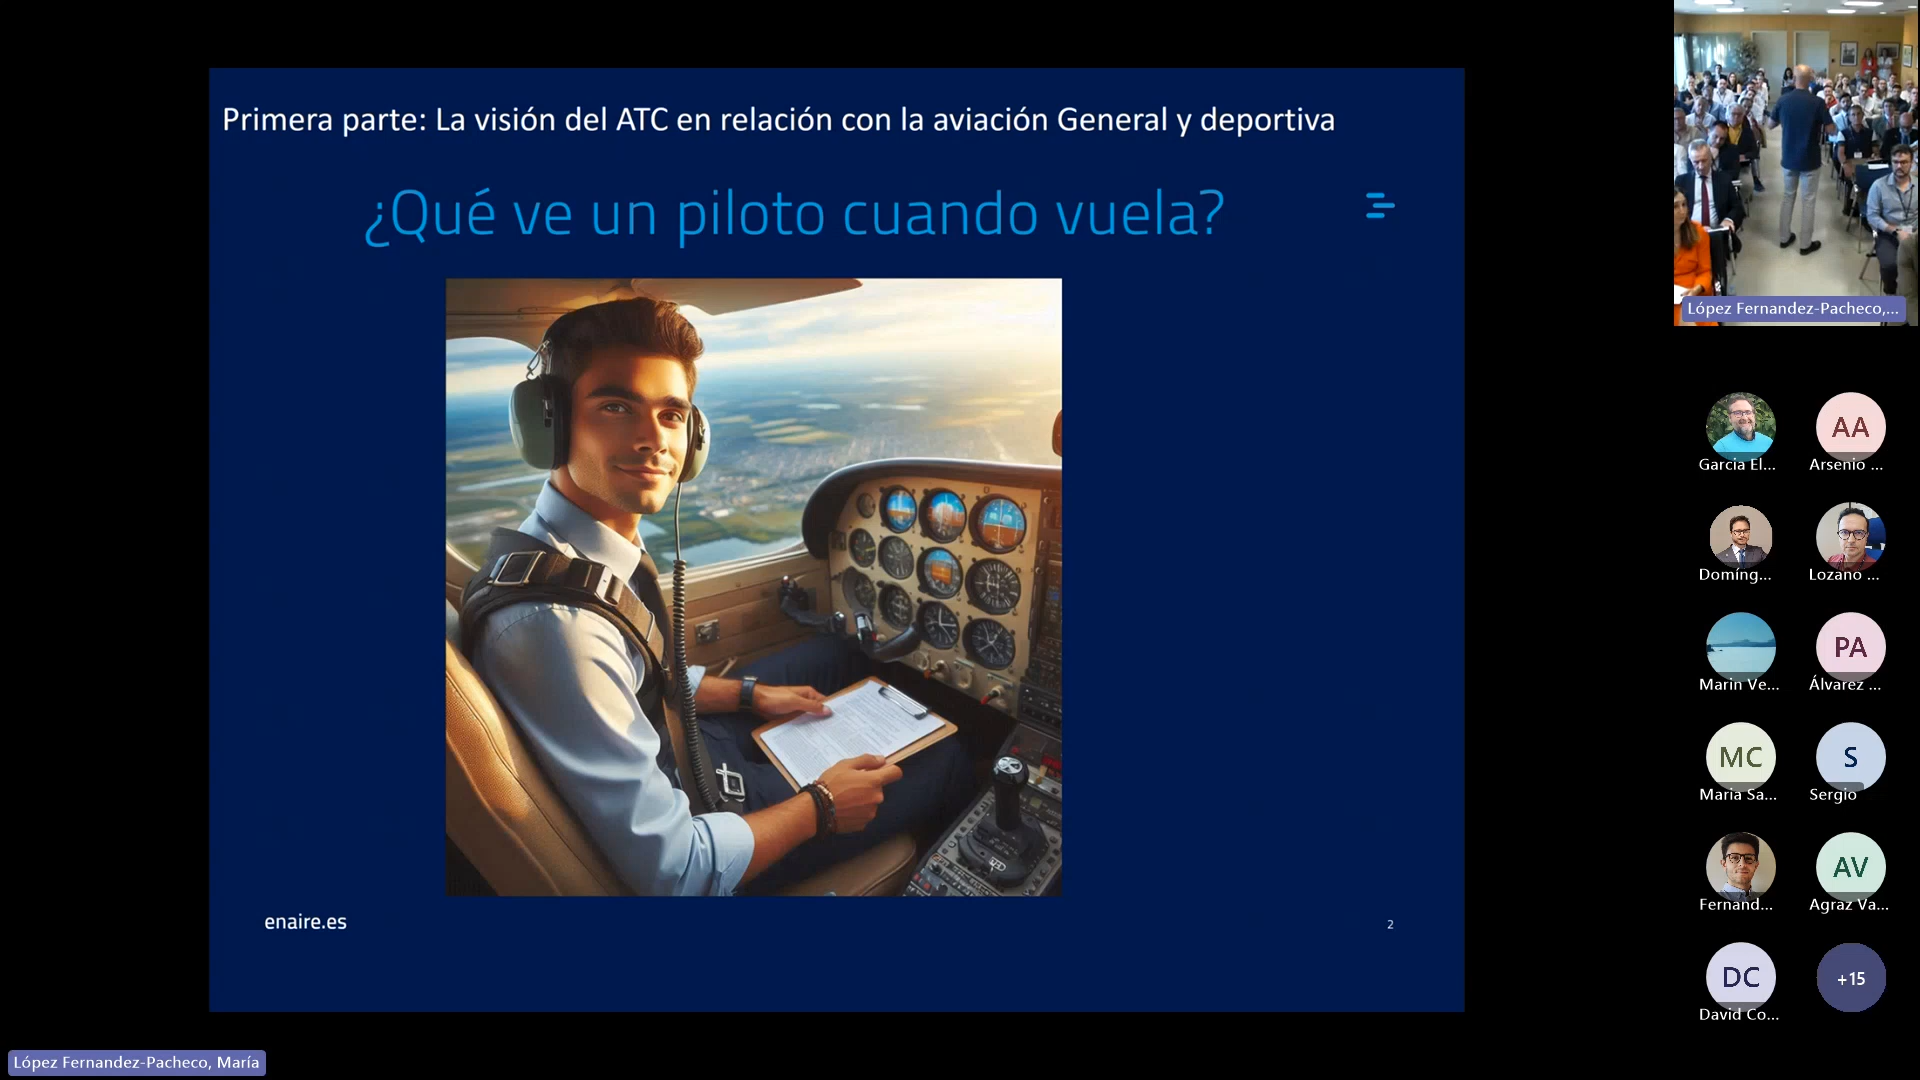 Primera parte: La visión del ATC en relación con la aviación General y deportiva
¿Qué ve un piloto cuando vuela?
enaire.es
2
López Fernandez-Pacheco, María
López Fernandez-Pacheco,...
Garcia El...
AA
Arsenio ...
Domíng...
Lozano ...
Marin Ve...
PA
Álvarez ...
MC
Maria Sa...
S
Sergio
Fernand...
AV
Agraz Va...
DC
David Co...
+15